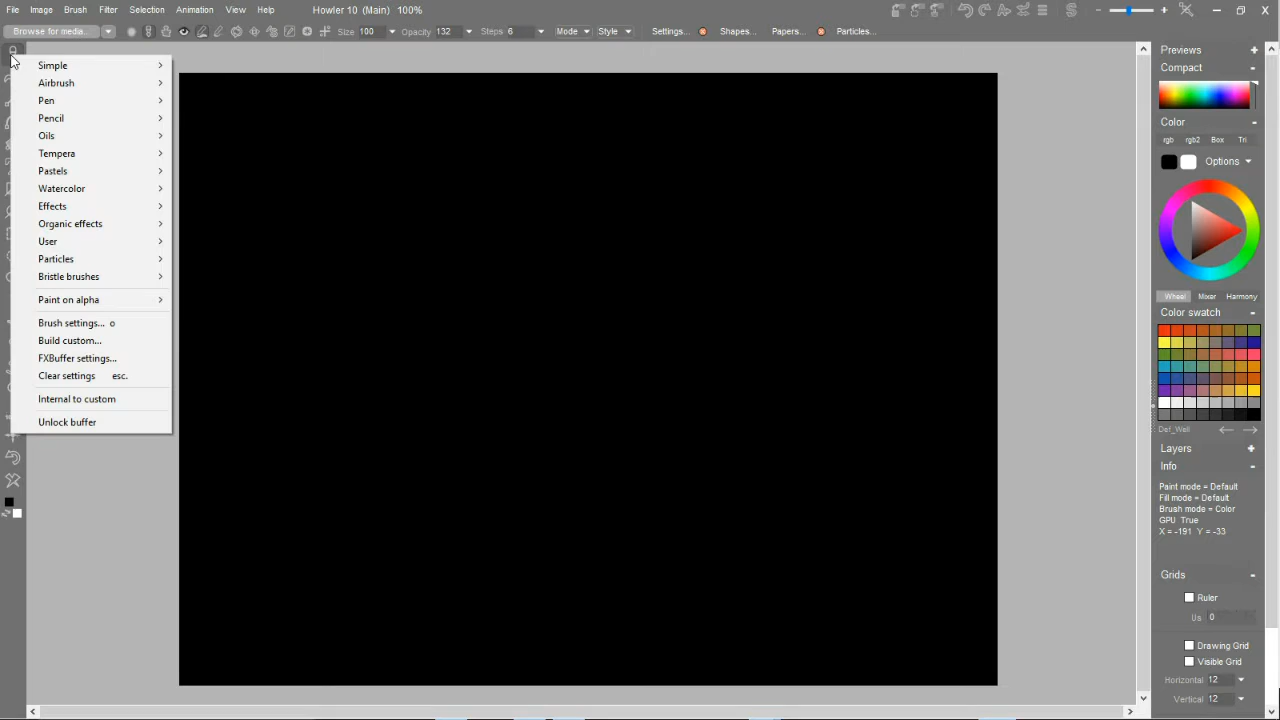 File Image Brush Filter Selection Animation View Help Howler 10 (Main) 100%
Browse for media... Size 100 Opacity 132 Steps 6 Mode Style Settings... Shapes... Papers... Particles...
Simple
Airbrush
Pen
Pencil
Oils
Tempera
Pastels
Watercolor
Effects
Organic effects
User
Particles
Bristle brushes
Paint on alpha
Brush settings... o
Build custom...
FXBuffer settings...
Clear settings esc.
Internal to custom
Unlock buffer
Previews
Compact
Color
rgb rgb2 Box Tri
Options
Wheel Mixer Harmony
Color swatch
Def_Well
Layers
Info
Paint mode = Default
Fill mode = Default
Brush mode = Color
GPU True
X = -191 Y = -33
Grids
Ruler
Us 0
Drawing Grid
Visible Grid
Horizontal 12
Vertical 12